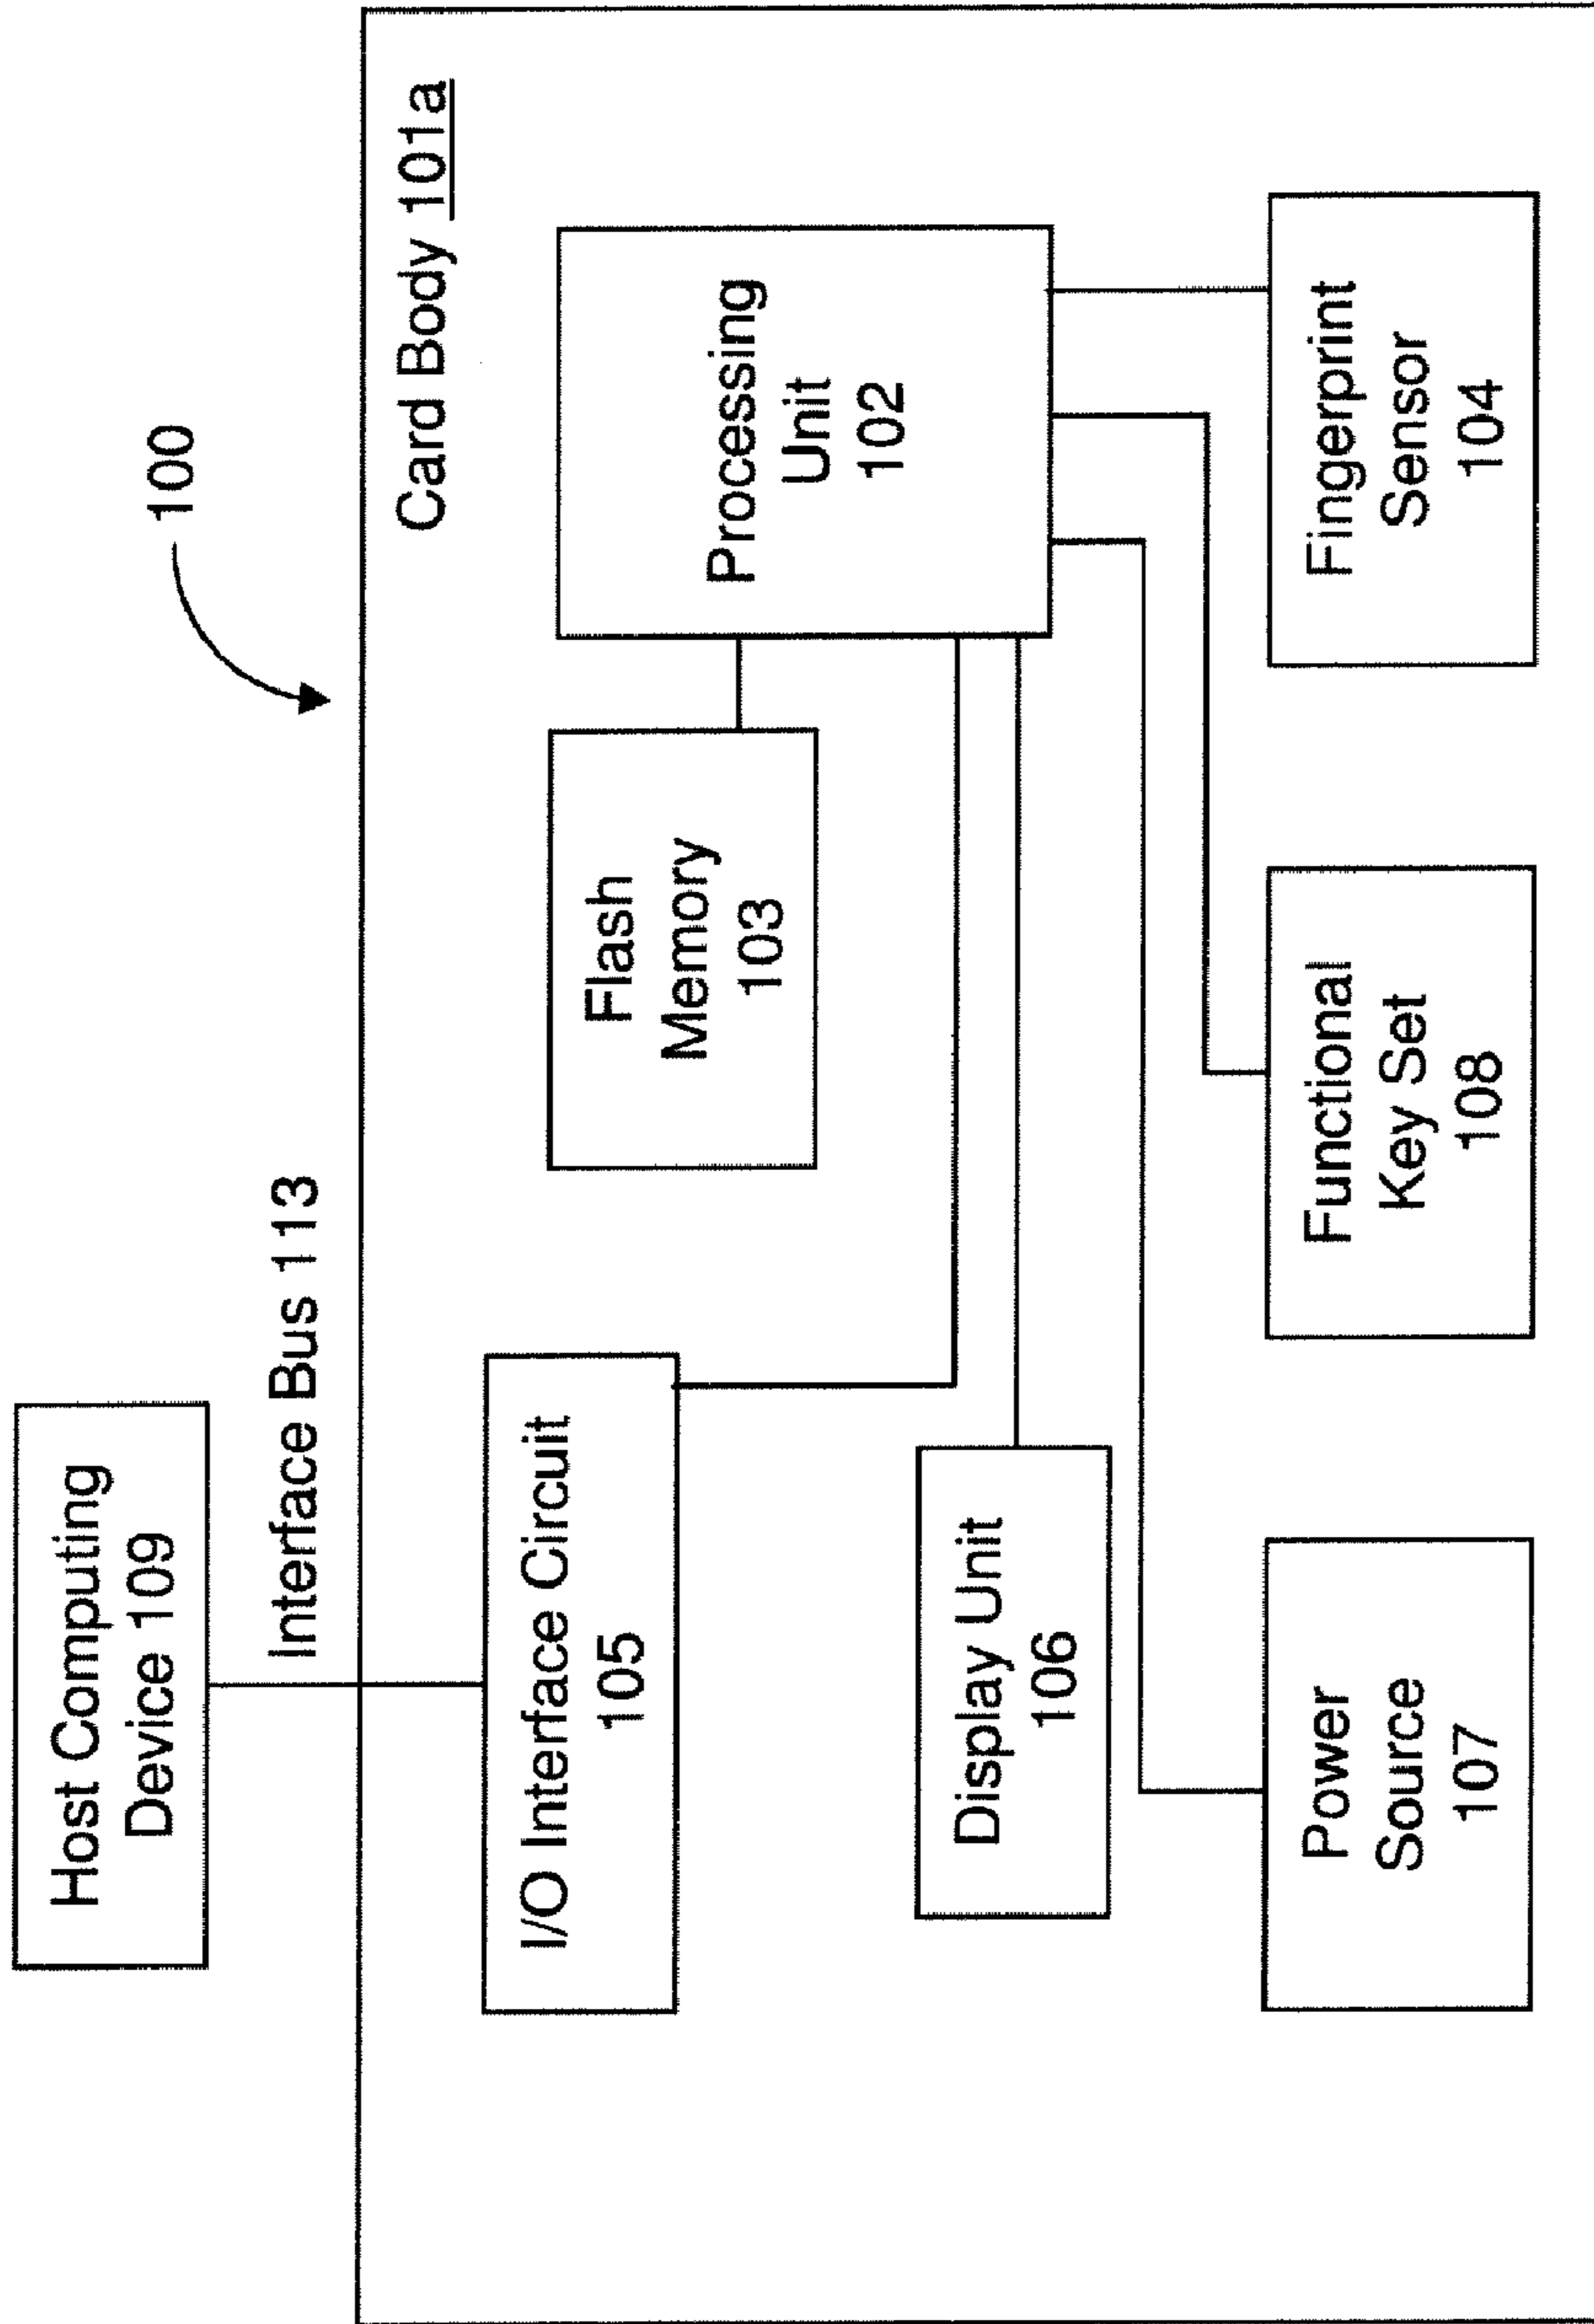 100
Host Computing
Device 109
Interface Bus 113
Card Body 101a
I/O Interface Circuit
105
Flash
Memory
103
Processing
Unit
102
Display Unit
106
Power
Source
107
Functional
Key Set
108
Fingerprint
Sensor
104